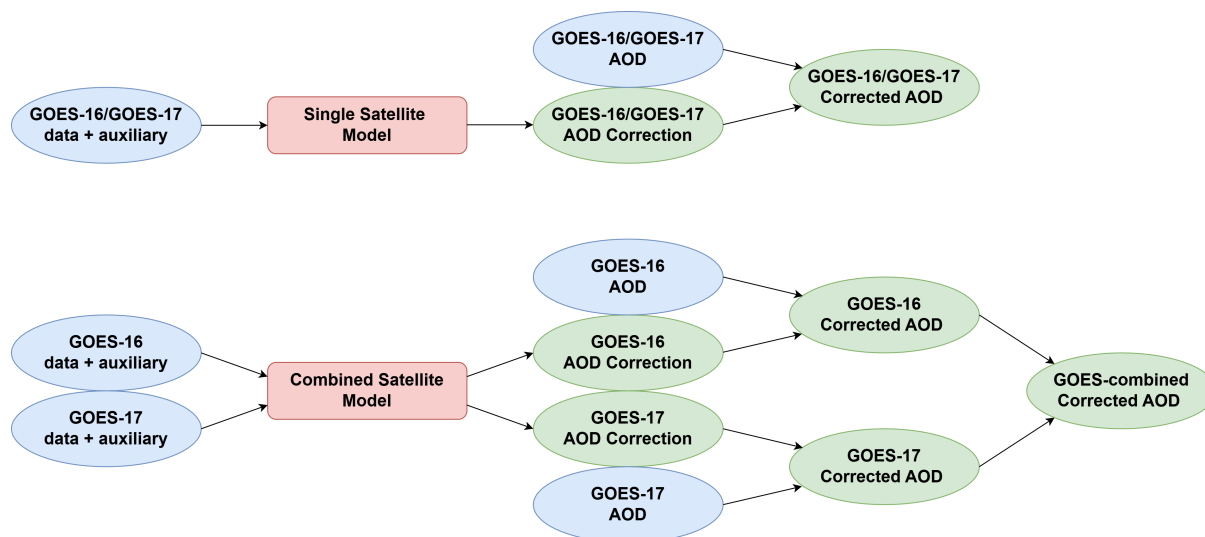 GOES-16/GOES-17
data + auxiliary
Single Satellite
Model
GOES-16/GOES-17
AOD
GOES-16/GOES-17
AOD Correction
GOES-16/GOES-17
Corrected AOD
GOES-16
data + auxiliary
GOES-17
data + auxiliary
Combined Satellite
Model
GOES-16
AOD
GOES-16
AOD Correction
GOES-17
AOD Correction
GOES-17
AOD
GOES-16
Corrected AOD
GOES-17
Corrected AOD
GOES-combined
Corrected AOD